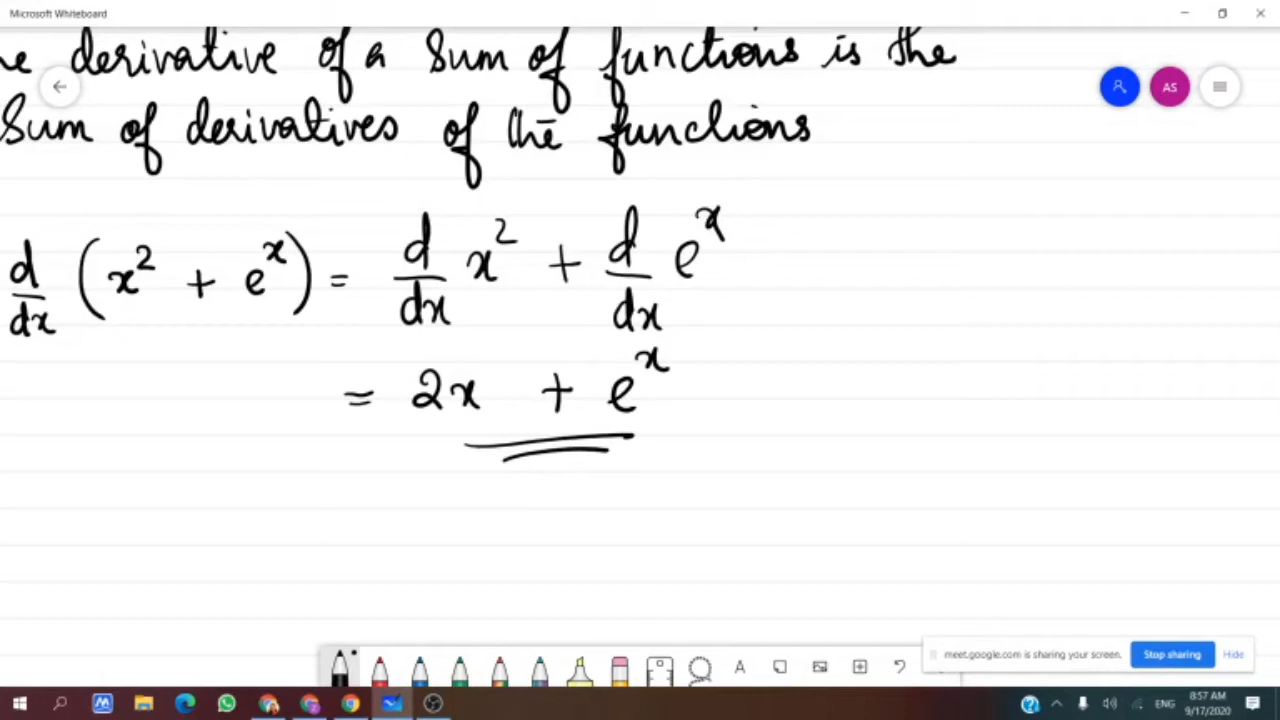 Microsoft Whiteboard
derivative of a sum of functions is the
Sum of derivatives of the functions
d/dx (x² + eˣ) = d/dx x² + d/dx eˣ
= 2x + eˣ
AS
A
meet.google.com is sharing your screen.
Stop sharing
Hide
ENG
8:57 AM
9/17/2020